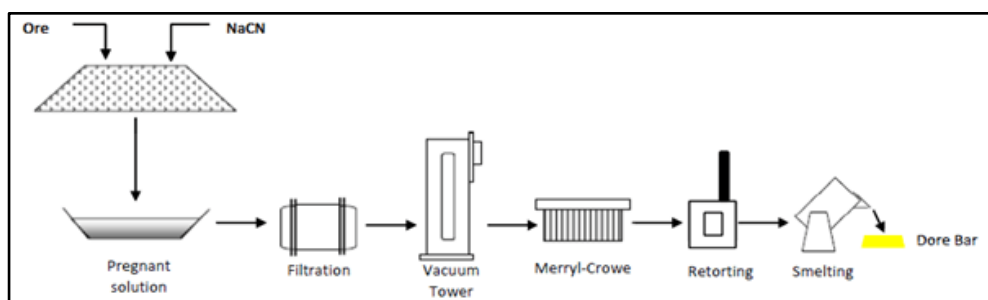 Ore
NaCN
Pregnant
solution
Filtration
Vacuum
Tower
Merryl-Crowe
Retorting
Smelting
Dore Bar